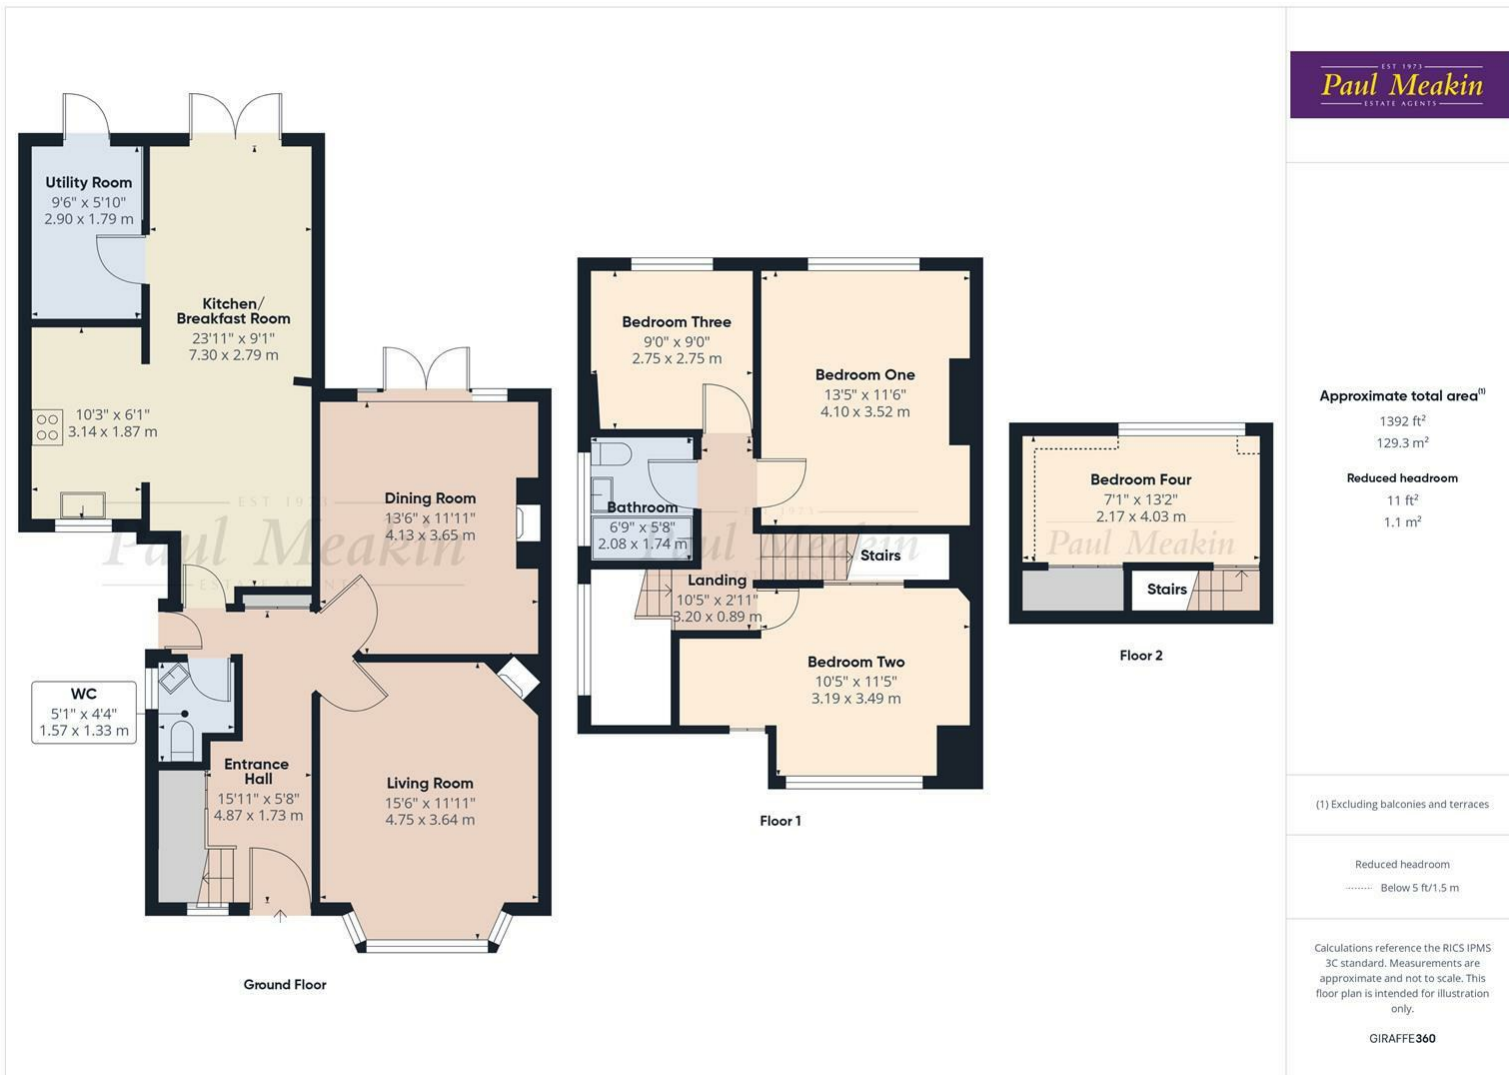 EST 1973
Paul Meakin
ESTATE AGENTS
Utility Room
9'6" x 5'10"
2.90 x 1.79 m
Kitchen/
Breakfast Room
23'11" x 9'1"
7.30 x 2.79 m
10'3" x 6'1"
3.14 x 1.87 m
Dining Room
13'6" x 11'11"
4.13 x 3.65 m
EST 1973
Paul Meakin
ESTATE AGENTS
WC
5'1" x 4'4"
1.57 x 1.33 m
Entrance
Hall
15'11" x 5'8"
4.87 x 1.73 m
Living Room
15'6" x 11'11"
4.75 x 3.64 m
Ground Floor
Bedroom Three
9'0" x 9'0"
2.75 x 2.75 m
Bedroom One
13'5" x 11'6"
4.10 x 3.52 m
Bathroom
6'9" x 5'8"
2.08 x 1.74 m
Paul Meakin
Stairs
Landing
10'5" x 2'11"
3.20 x 0.89 m
Bedroom Two
10'5" x 11'5"
3.19 x 3.49 m
Floor 1
Bedroom Four
7'1" x 13'2"
2.17 x 4.03 m
Paul Meakin
Stairs
Floor 2
Approximate total area(1)
1392 ft²
129.3 m²
Reduced headroom
11 ft²
1.1 m²
(1) Excluding balconies and terraces
Reduced headroom
Below 5 ft/1.5 m
Calculations reference the RICS IPMS
3C standard. Measurements are
approximate and not to scale. This
floor plan is intended for illustration
only.
GIRAFFE360